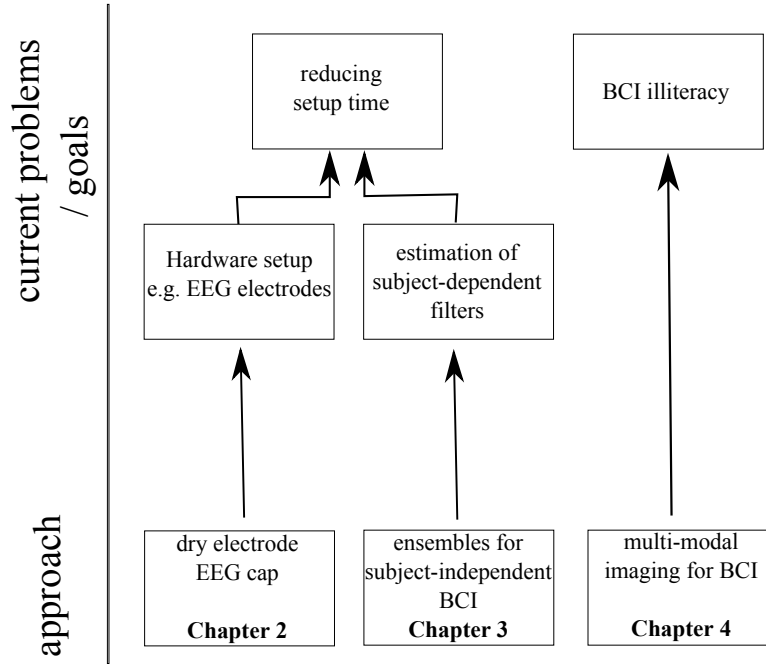 current problems
/ goals
reducing
setup time
BCI illiteracy
Hardware setup
e.g. EEG electrodes
estimation of
subject-dependent
filters
approach
dry electrode
EEG cap
Chapter 2
ensembles for
subject-independent
BCI
Chapter 3
multi-modal
imaging for BCI
Chapter 4